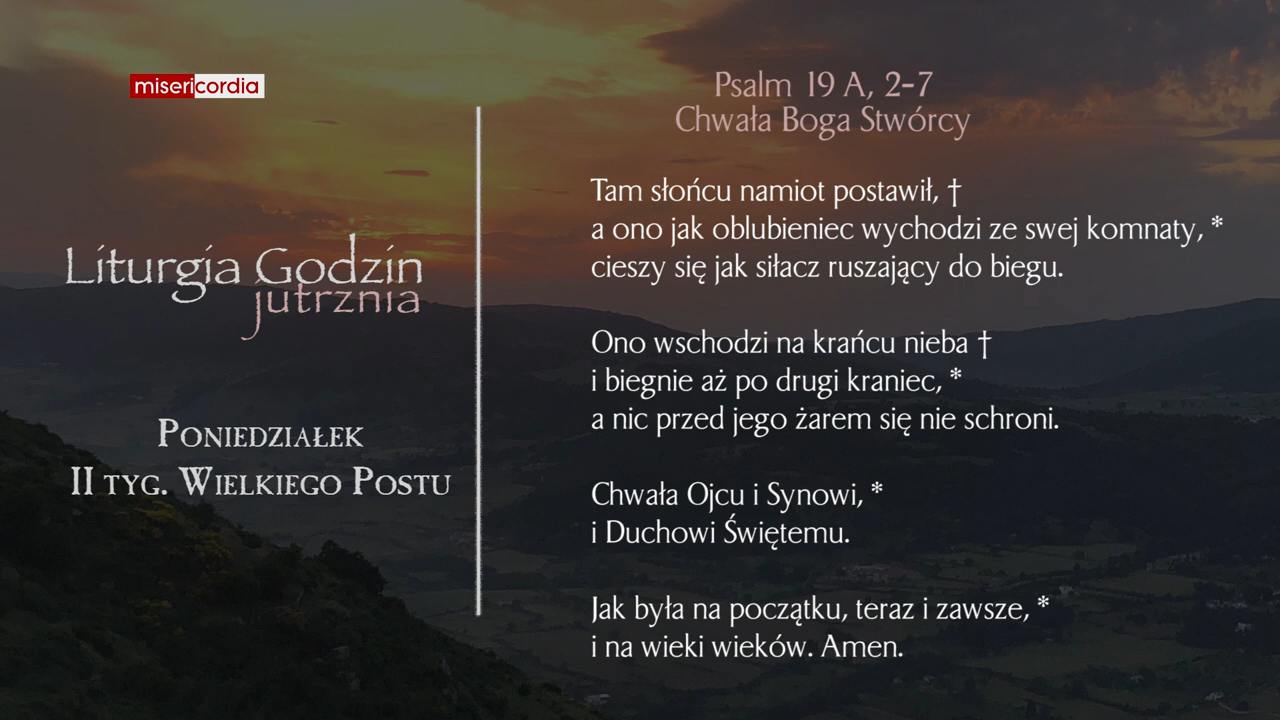 misericordia
Liturgia Godzin
jutrznia
Poniedziałek
II tyg. Wielkiego Postu
Psalm 19 A, 2-7
Chwała Boga Stwórcy
Tam słońcu namiot postawił, †
a ono jak oblubieniec wychodzi ze swej komnaty, *
cieszy się jak siłacz ruszający do biegu.
Ono wschodzi na krańcu nieba †
i biegnie aż po drugi kraniec, *
a nic przed jego żarem się nie schroni.
Chwała Ojcu i Synowi, *
i Duchowi Świętemu.
Jak była na początku, teraz i zawsze, *
i na wieki wieków. Amen.